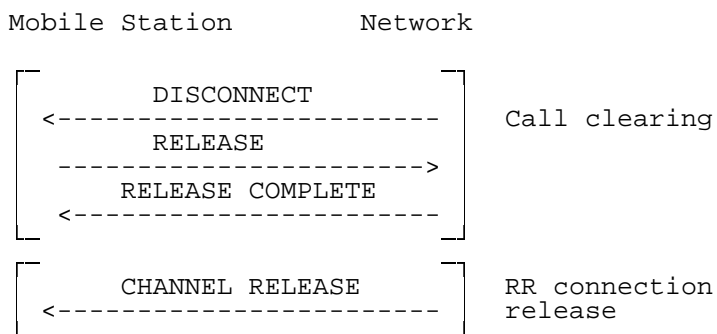 Mobile Station Network
DISCONNECT
<------------------------ Call clearing
RELEASE
----------------------->
RELEASE COMPLETE
<-----------------------
CHANNEL RELEASE RR connection
<------------------------ release